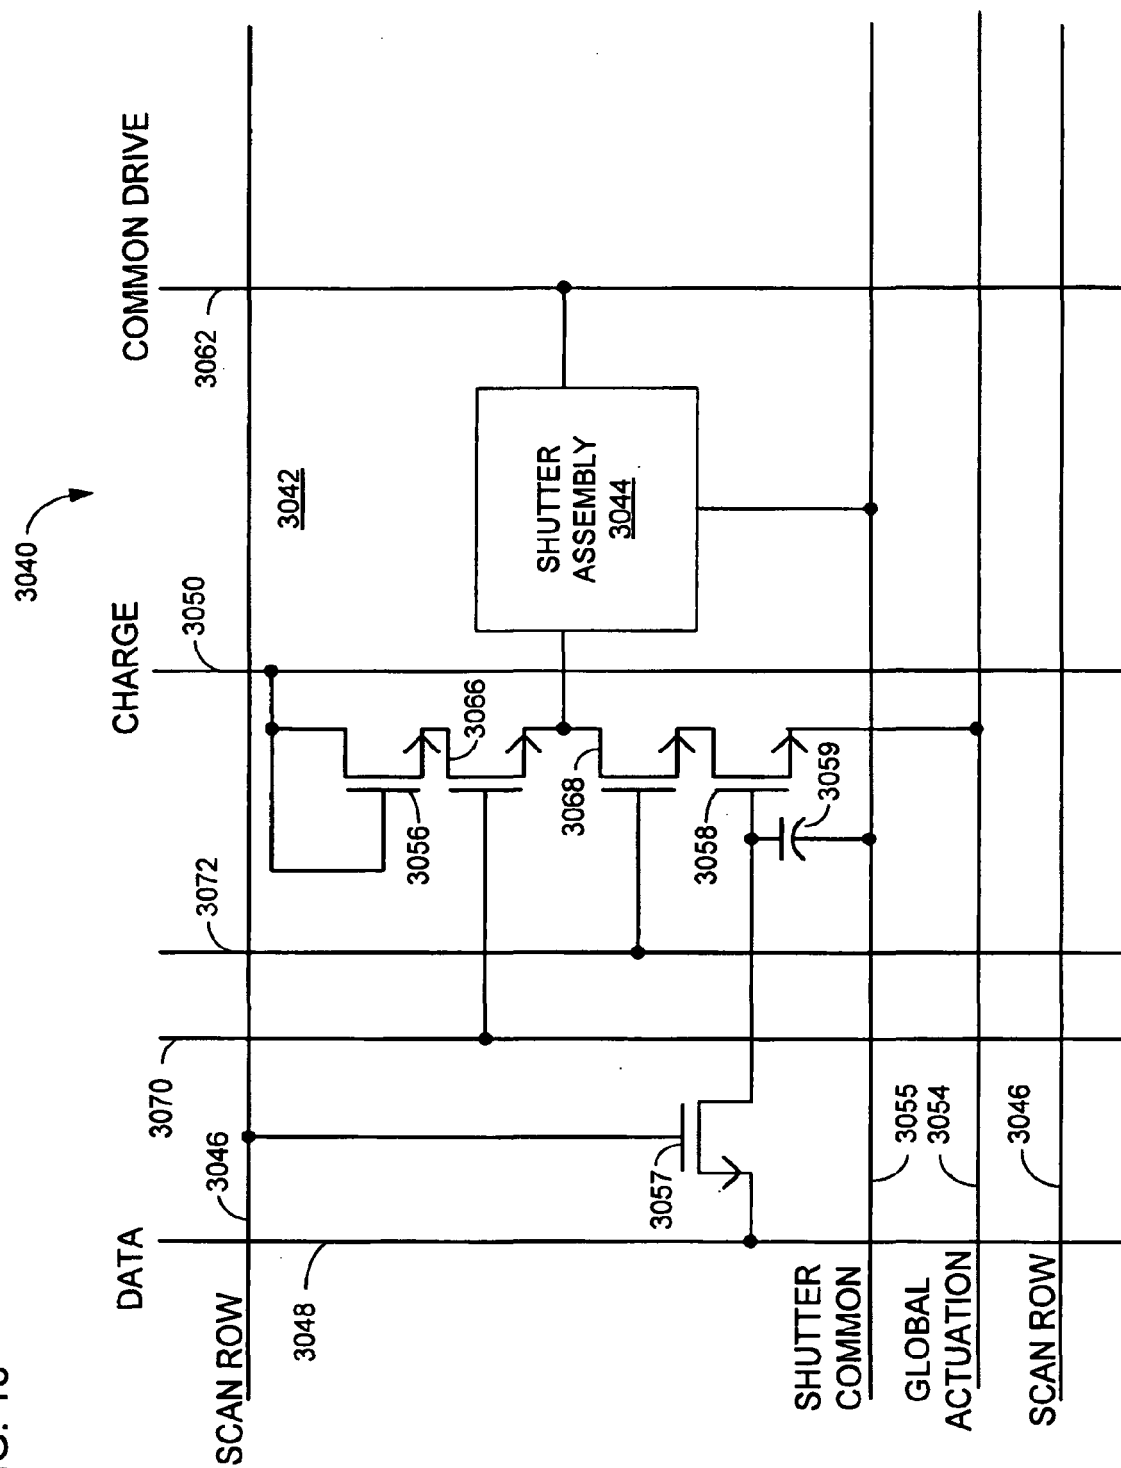 3040
COMMON DRIVE
CHARGE
DATA
3062
3050
3072
3070
3046
SCAN ROW
3048
3042
SHUTTER
ASSEMBLY
3044
3066
3056
3068
3058
3059
3057
SHUTTER
COMMON
3055
GLOBAL
ACTUATION
3054
SCAN ROW
3046